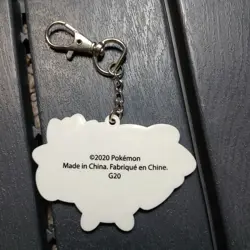 ©2020 Pokémon
Made in China. Fabriqué en Chine.
G20